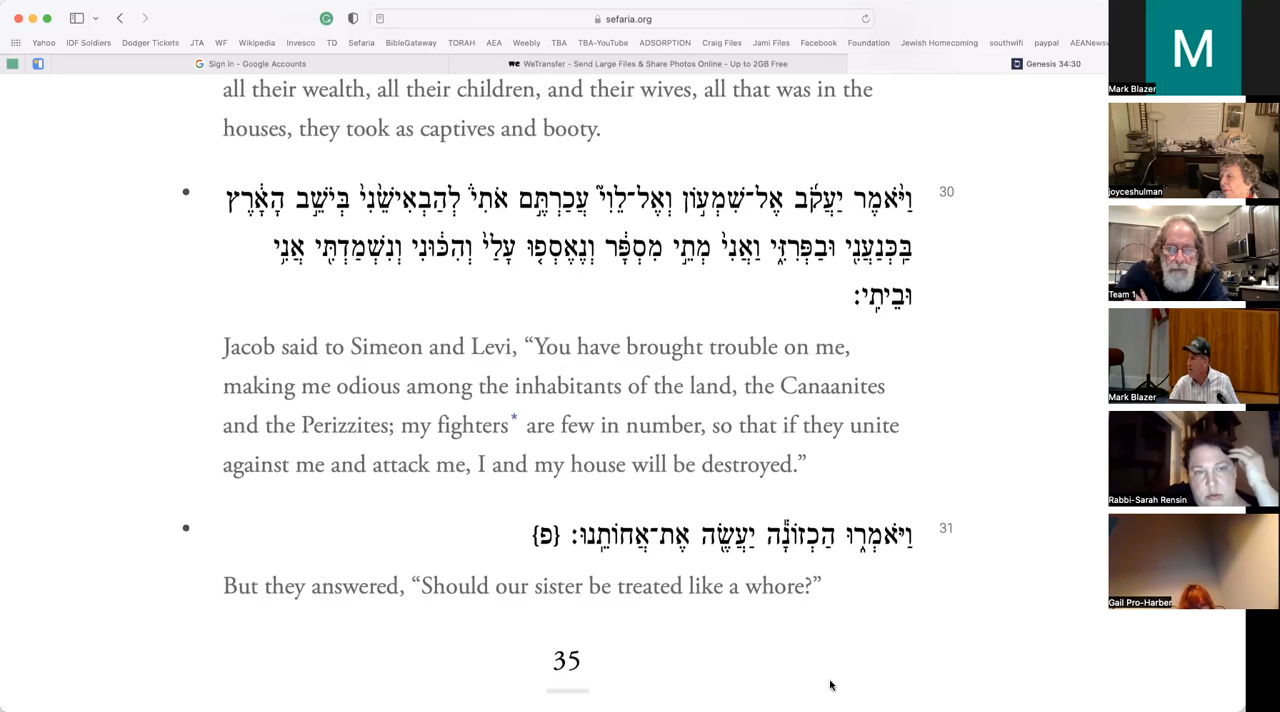 sefaria.org
Yahoo IDF Soldiers Dodger Tickets JTA WF Wikipedia Invesco TD Sefaria BibleGateway TORAH AEA Weebly TBA TBA-YouTube ADSORPTION Craig Files Jami Files Facebook Foundation Jewish Homecoming southwifi paypal AEANewsv
Sign in - Google Accounts
WeTransfer - Send Large Files & Share Photos Online - Up to 2GB Free
Genesis 34:30
all their wealth, all their children, and their wives, all that was in the
houses, they took as captives and booty.
30
וַיֹּ֨אמֶר יַעֲקֹ֜ב אֶל־שִׁמְע֣וֹן וְאֶל־לֵוִי֮ עֲכַרְתֶּ֣ם אֹתִי֒ לְהַבְאִישֵׁ֙נִי֙ בְּיֹשֵׁ֣ב הָאָ֔רֶץ
בַּֽכְּנַעֲנִ֖י וּבַפְּרִזִּ֑י וַאֲנִי֙ מְתֵ֣י מִסְפָּ֔ר וְנֶאֶסְפ֤וּ עָלַי֙ וְהִכּ֔וּנִי וְנִשְׁמַדְתִּ֖י אֲנִ֥י
וּבֵיתִֽי׃
Jacob said to Simeon and Levi, “You have brought trouble on me,
making me odious among the inhabitants of the land, the Canaanites
and the Perizzites; my fighters* are few in number, so that if they unite
against me and attack me, I and my house will be destroyed.”
31
וַיֹּאמְר֑וּ הַכְזוֹנָ֕ה יַעֲשֶׂ֖ה אֶת־אֲחוֹתֵֽנוּ׃ {פ}
But they answered, “Should our sister be treated like a whore?”
35
M
Mark Blazer
joyceshulman
Team 1
Mark Blazer
Rabbi-Sarah Rensin
Gail Pro-Harber